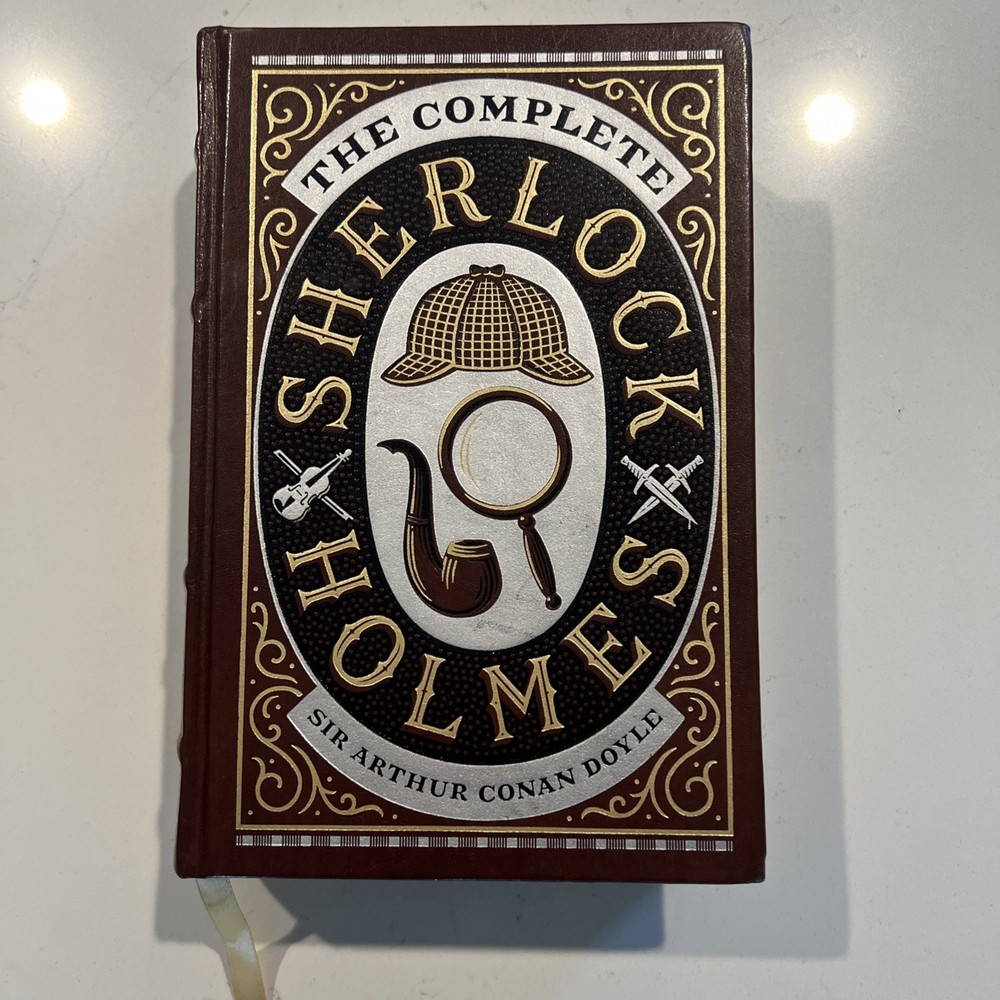 THE COMPLETE
SHERLOCK
HOLMES
SIR ARTHUR CONAN DOYLE